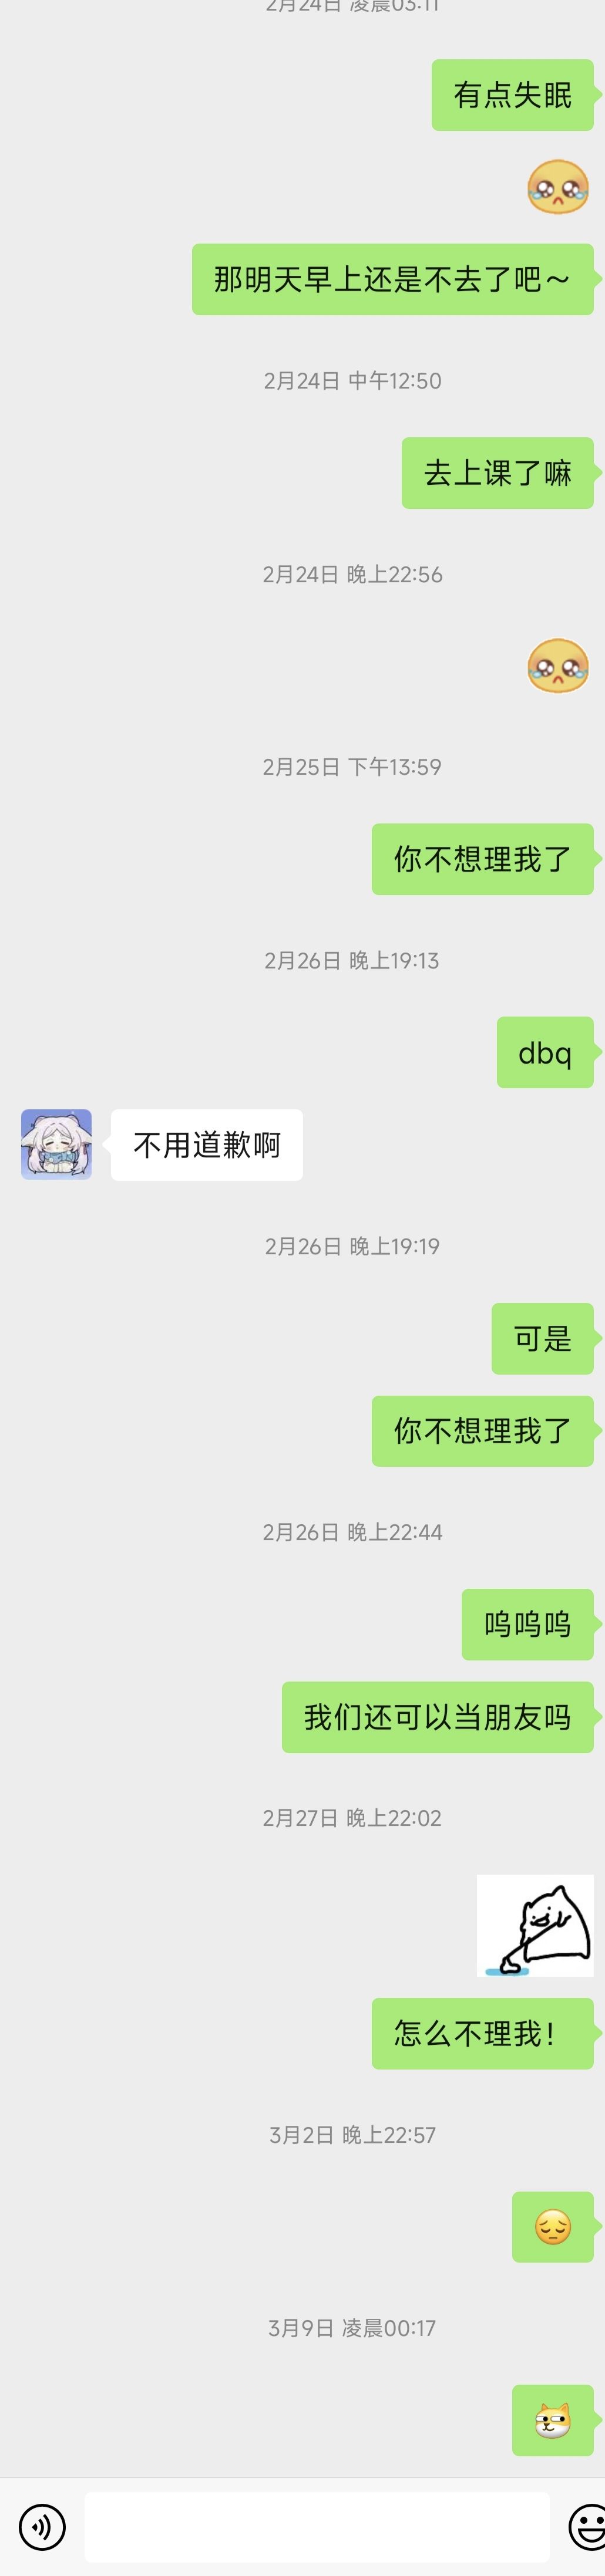 2月24日 凌晨03:11
有点失眠
那明天早上还是不去了吧～
2月24日 中午12:50
去上课了嘛
2月24日 晚上22:56
2月25日 下午13:59
你不想理我了
2月26日 晚上19:13
dbq
不用道歉啊
2月26日 晚上19:19
可是
你不想理我了
2月26日 晚上22:44
呜呜呜
我们还可以当朋友吗
2月27日 晚上22:02
怎么不理我！
3月2日 晚上22:57
3月9日 凌晨00:17